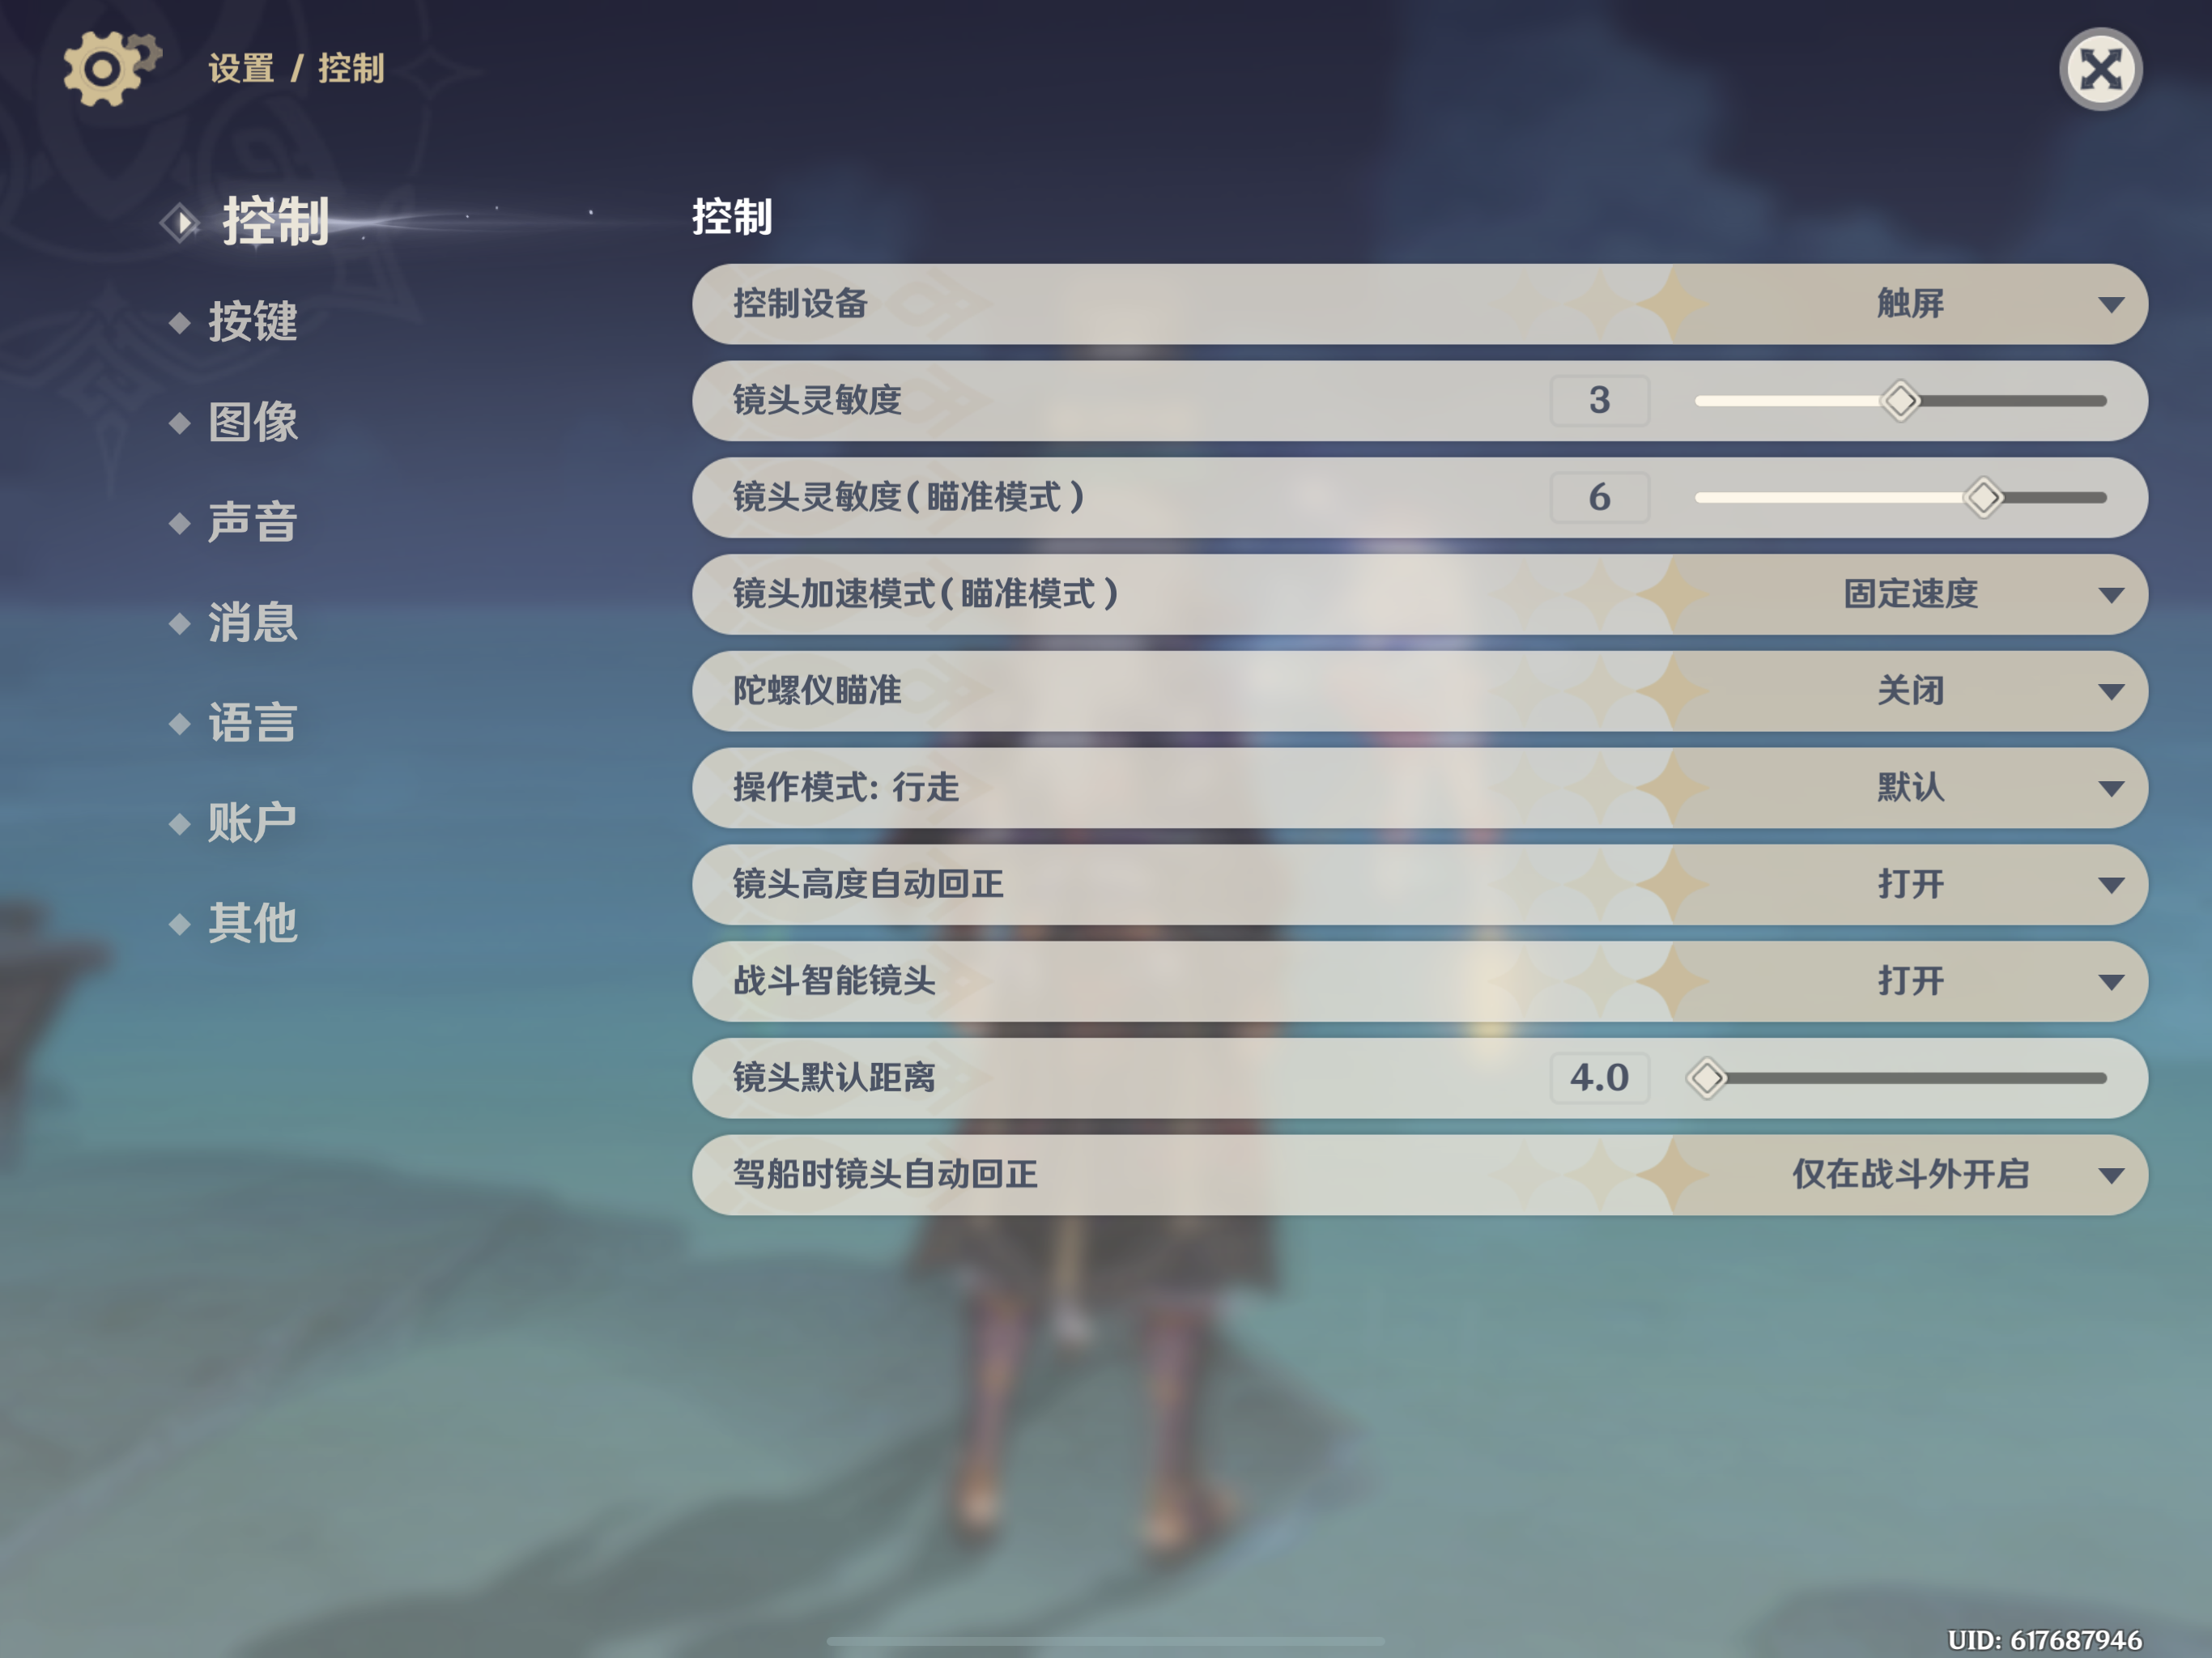 设置 / 控制
控制
按键
图像
声音
消息
语言
账户
其他
控制
控制设备 触屏
镜头灵敏度 3
镜头灵敏度(瞄准模式) 6
镜头加速模式(瞄准模式) 固定速度
陀螺仪瞄准 关闭
操作模式: 行走 默认
镜头高度自动回正 打开
战斗智能镜头 打开
镜头默认距离 4.0
驾船时镜头自动回正 仅在战斗外开启
UID: 617687946